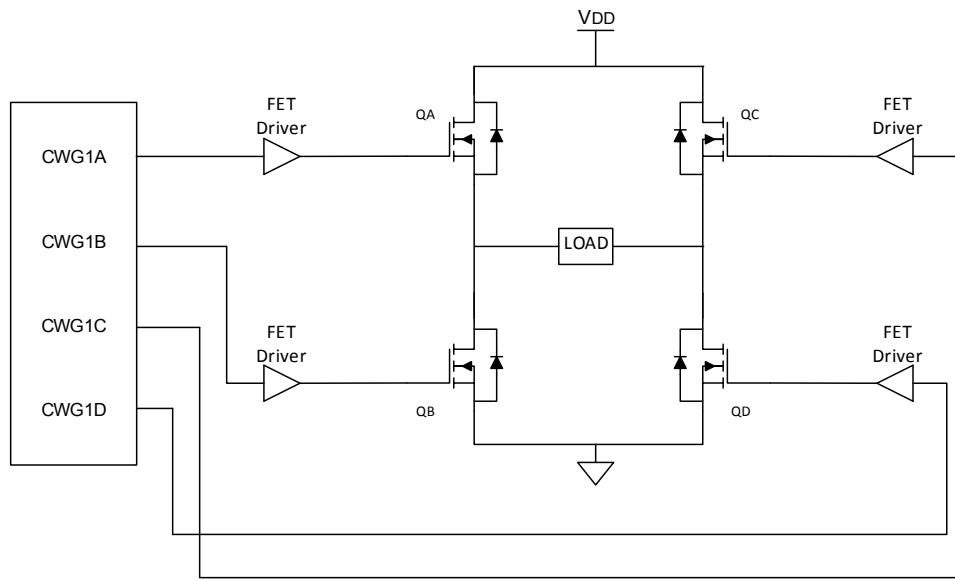 VDD
FET
Driver
QA
QC
FET
Driver
CWG1A
CWG1B
LOAD
CWG1C
FET
Driver
FET
Driver
CWG1D
QB
QD